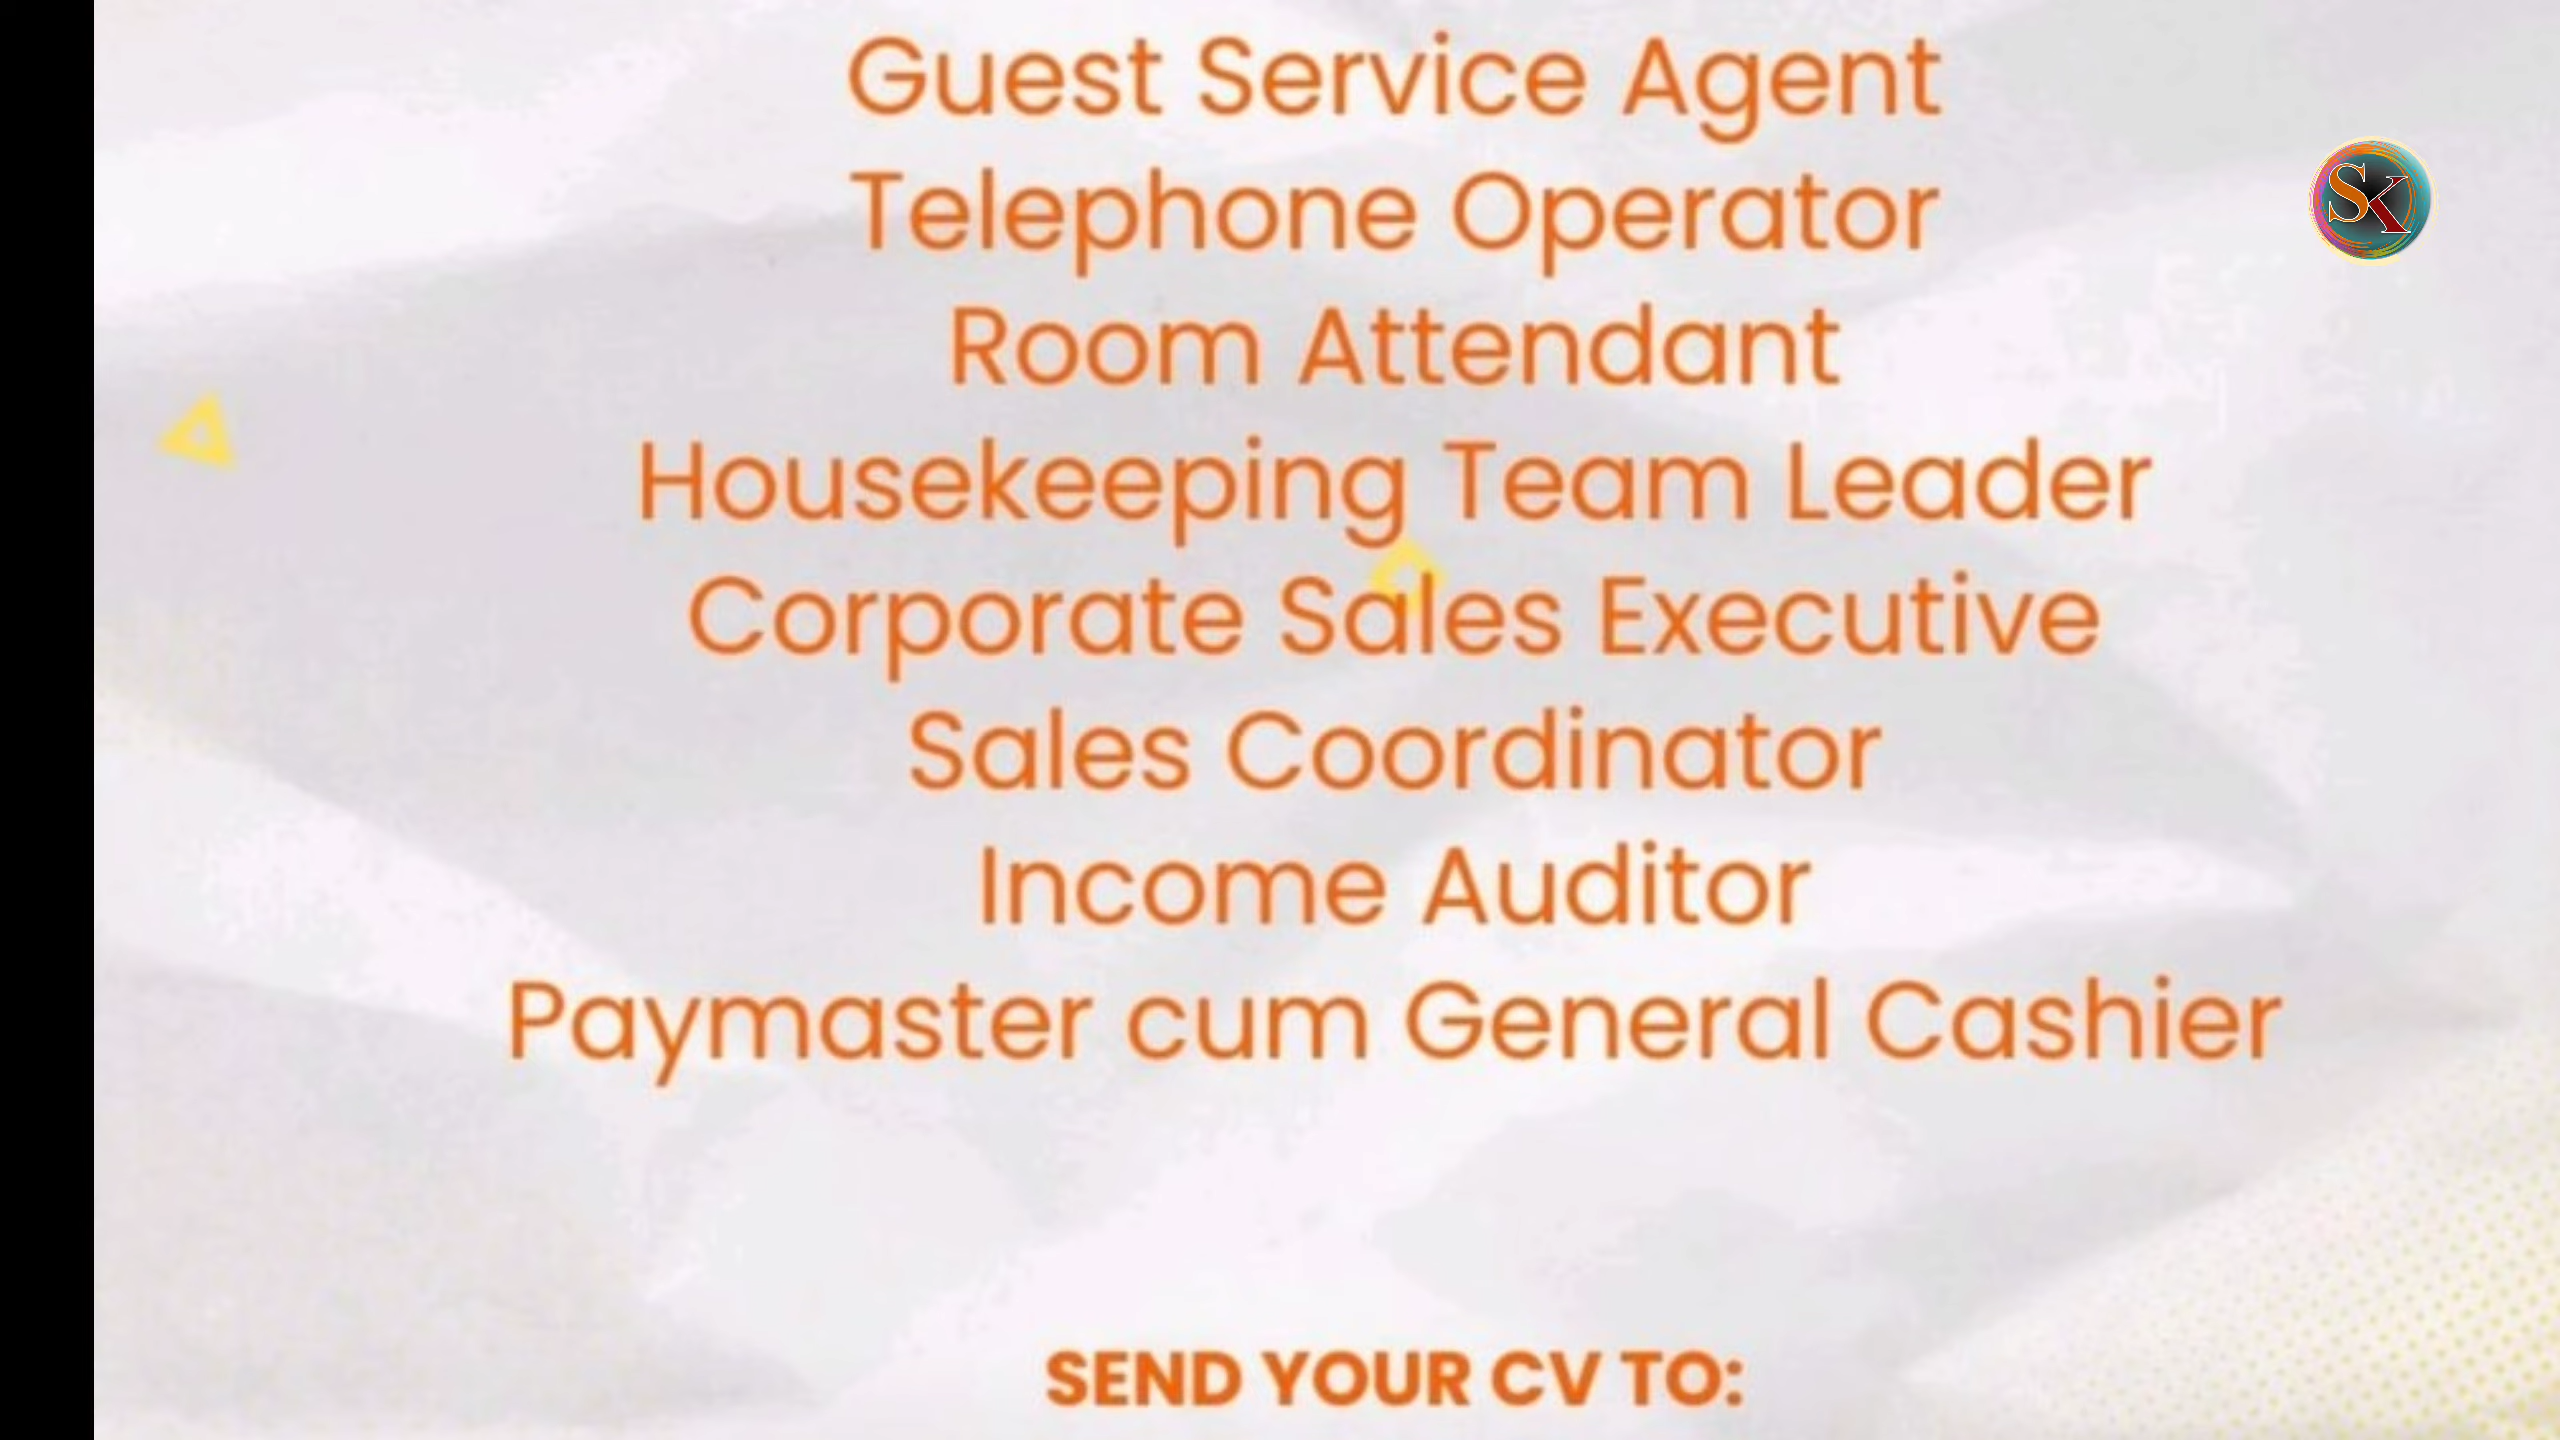 Guest Service Agent
Telephone Operator
SK
Room Attendant
Housekeeping Team Leader
Corporate Sales Executive
Sales Coordinator
Income Auditor
Paymaster cum General Cashier
SEND YOUR CV TO: